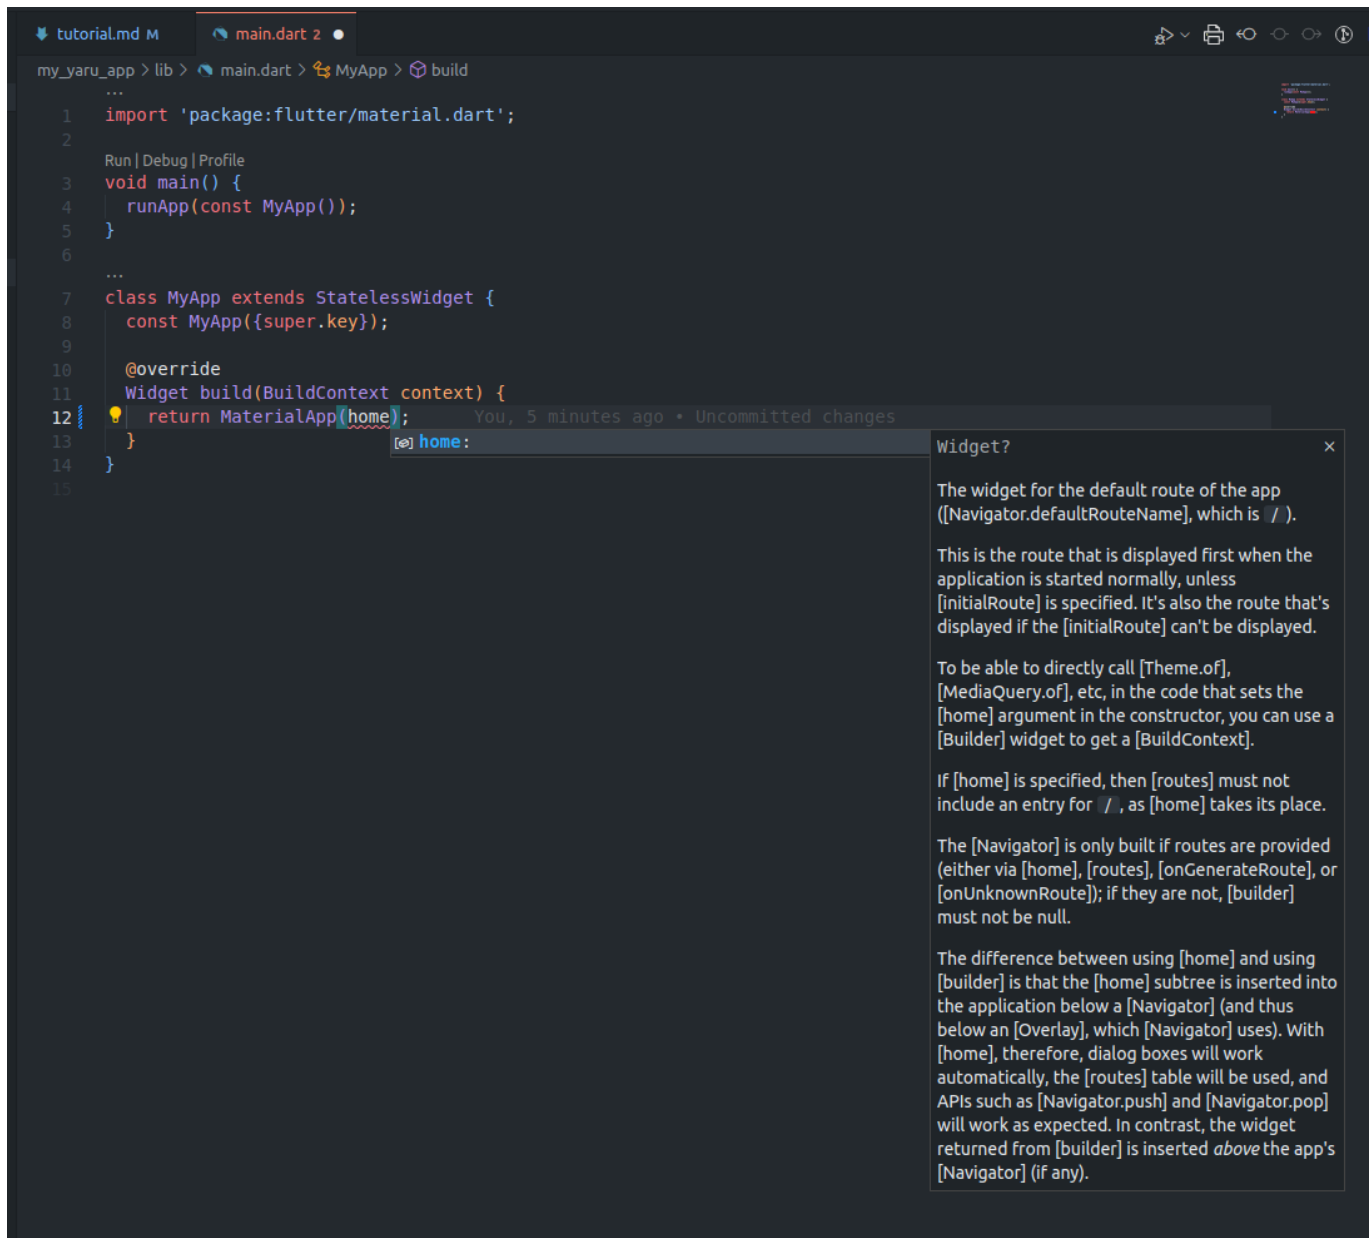 tutorial.md M
main.dart 2
my_yaru_app > lib > main.dart > MyApp > build
...
1 import 'package:flutter/material.dart';
2
Run | Debug | Profile
3 void main() {
4 runApp(const MyApp());
5 }
6
...
7 class MyApp extends StatelessWidget {
8 const MyApp({super.key});
9
10 @override
11 Widget build(BuildContext context) {
12 return MaterialApp(home); You, 5 minutes ago • Uncommitted changes
13 }
14 }
15
home:
Widget?
The widget for the default route of the app
([Navigator.defaultRouteName], which is / ).
This is the route that is displayed first when the
application is started normally, unless
[initialRoute] is specified. It's also the route that's
displayed if the [initialRoute] can't be displayed.
To be able to directly call [Theme.of],
[MediaQuery.of], etc, in the code that sets the
[home] argument in the constructor, you can use a
[Builder] widget to get a [BuildContext].
If [home] is specified, then [routes] must not
include an entry for / , as [home] takes its place.
The [Navigator] is only built if routes are provided
(either via [home], [routes], [onGenerateRoute], or
[onUnknownRoute]); if they are not, [builder]
must not be null.
The difference between using [home] and using
[builder] is that the [home] subtree is inserted into
the application below a [Navigator] (and thus
below an [Overlay], which [Navigator] uses). With
[home], therefore, dialog boxes will work
automatically, the [routes] table will be used, and
APIs such as [Navigator.push] and [Navigator.pop]
will work as expected. In contrast, the widget
returned from [builder] is inserted above the app's
[Navigator] (if any).